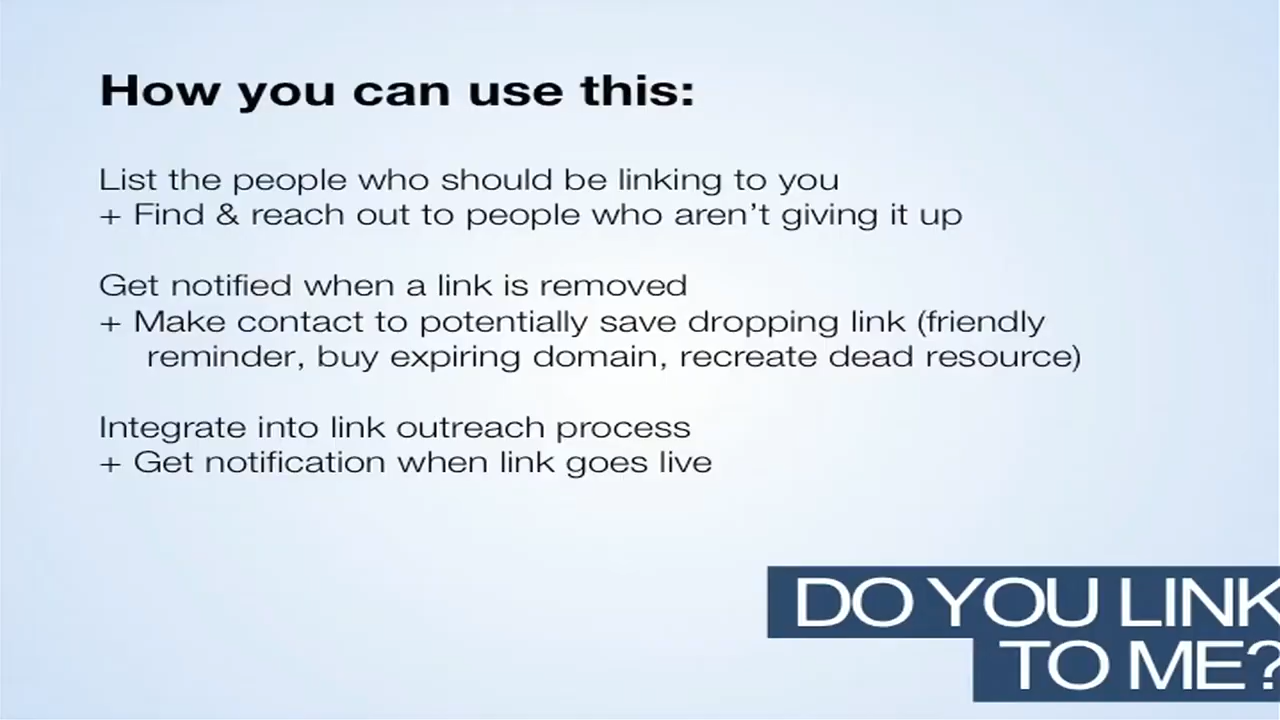 How you can use this:
List the people who should be linking to you
+ Find & reach out to people who aren’t giving it up
Get notified when a link is removed
+ Make contact to potentially save dropping link (friendly
reminder, buy expiring domain, recreate dead resource)
Integrate into link outreach process
+ Get notification when link goes live
DO YOU LINK
TO ME?